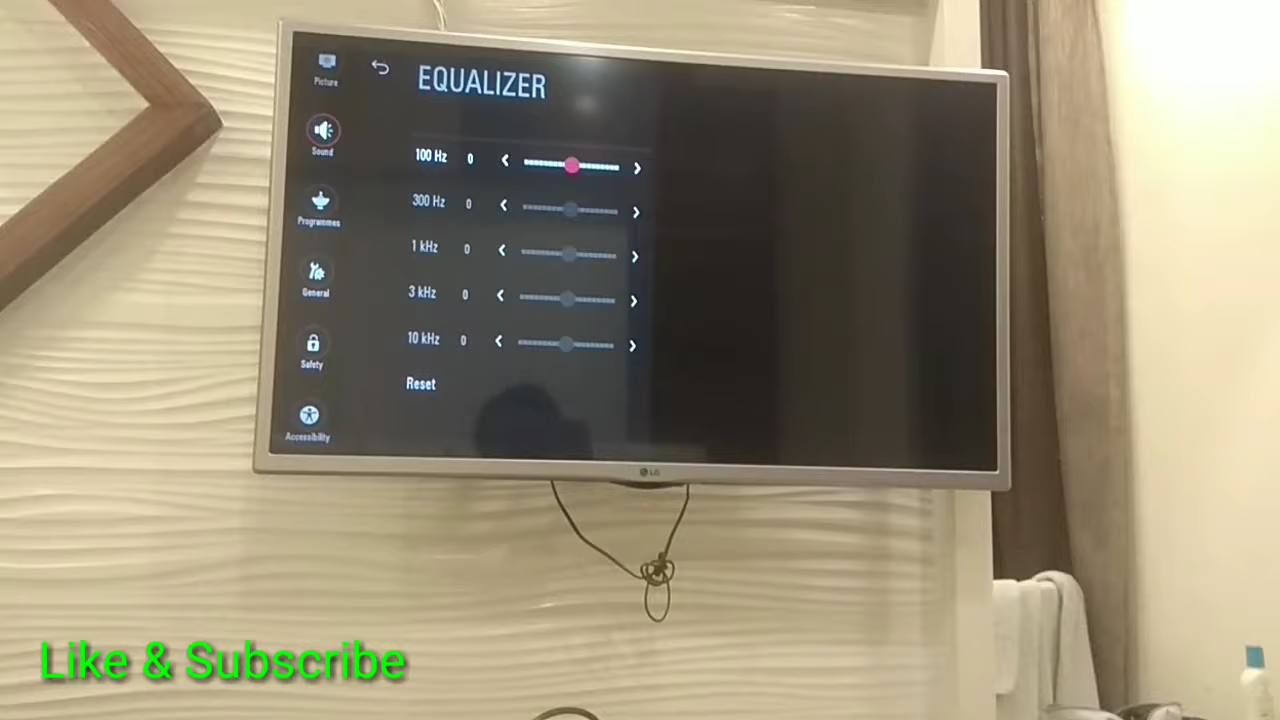 Picture
EQUALIZER
Sound
100 Hz 0
Programmes
300 Hz 0
1 kHz 0
General
3 kHz 0
Safety
10 kHz 0
Reset
Accessibility
LG
Like & Subscribe